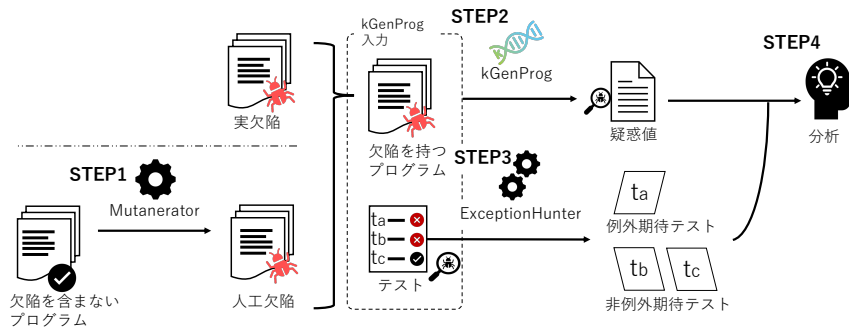 kGenProg
入力
STEP2
kGenProg
STEP4
実欠陥
欠陥を持つ
プログラム
疑惑値
分析
STEP1
Mutanerator
STEP3
ExceptionHunter
ta
例外期待テスト
ta
tb
tc
テスト
tb
tc
非例外期待テスト
欠陥を含まない
プログラム
人工欠陥